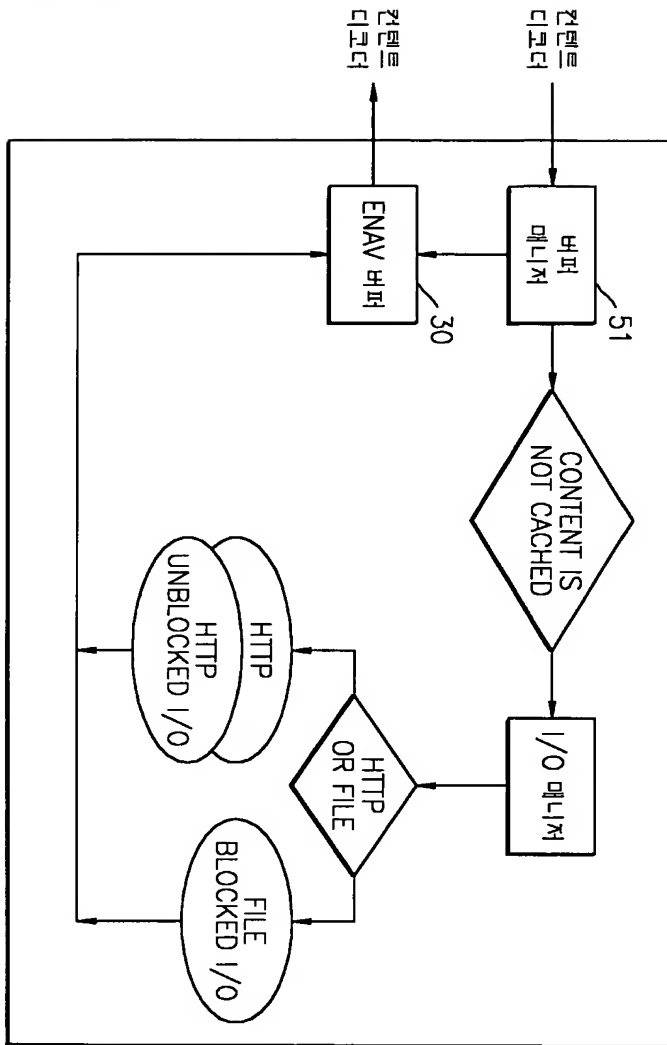 컨텐트
디코더
버퍼
매니저
51
CONTENT IS
NOT CACHED
I/O 매니저
컨텐트
디코더
ENAV 버퍼
30
HTTP
OR FILE
HTTP
HTTP
UNBLOCKED I/O
FILE
BLOCKED I/O